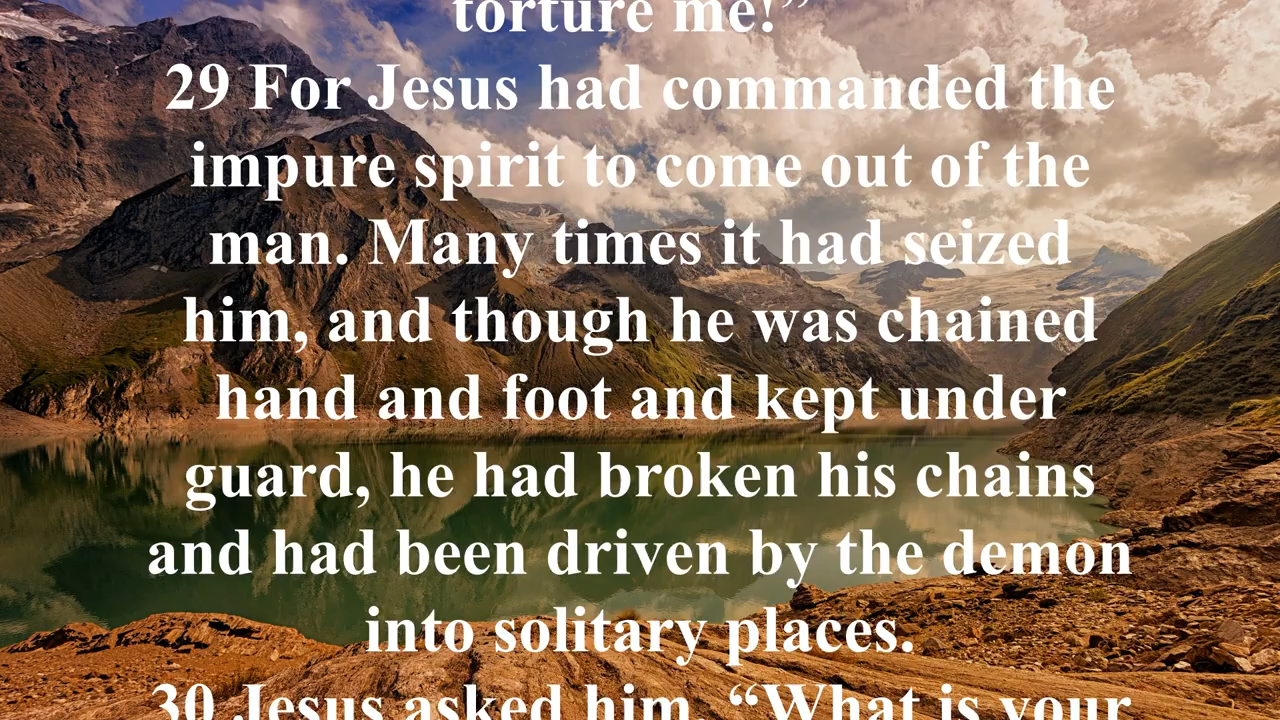 torture me!”
29 For Jesus had commanded the
impure spirit to come out of the
man. Many times it had seized
him, and though he was chained
hand and foot and kept under
guard, he had broken his chains
and had been driven by the demon
into solitary places.
30 Jesus asked him, “What is your